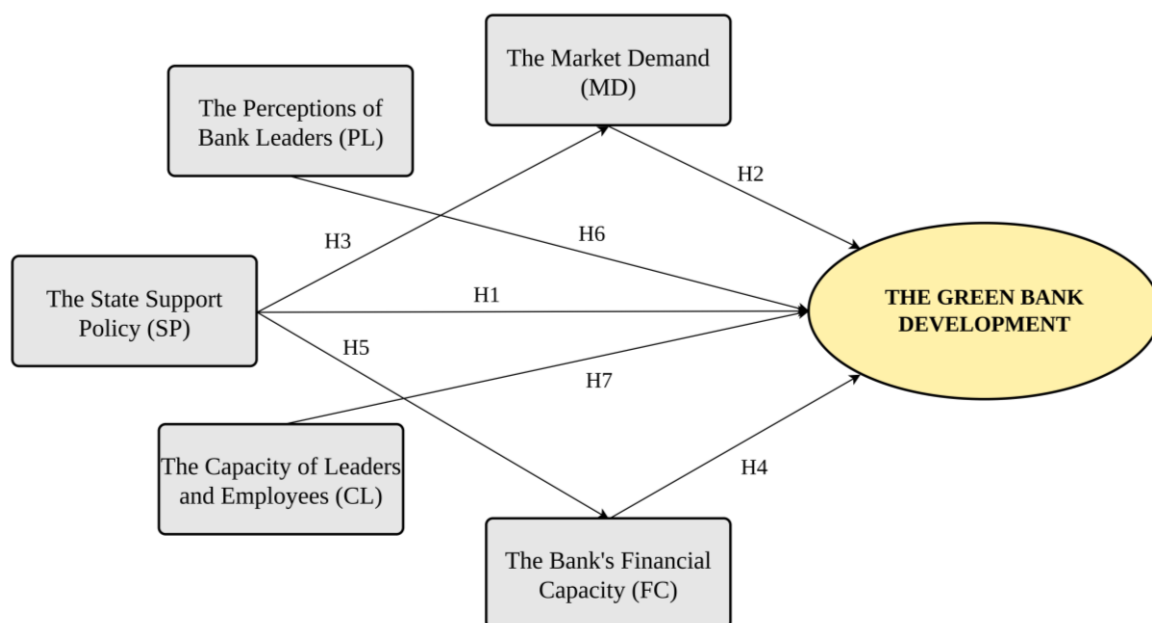 The Market Demand
(MD)
The Perceptions of
Bank Leaders (PL)
H2
H3
H6
The State Support
Policy (SP)
H1
THE GREEN BANK
DEVELOPMENT
H5
H7
The Capacity of Leaders
and Employees (CL)
H4
The Bank's Financial
Capacity (FC)